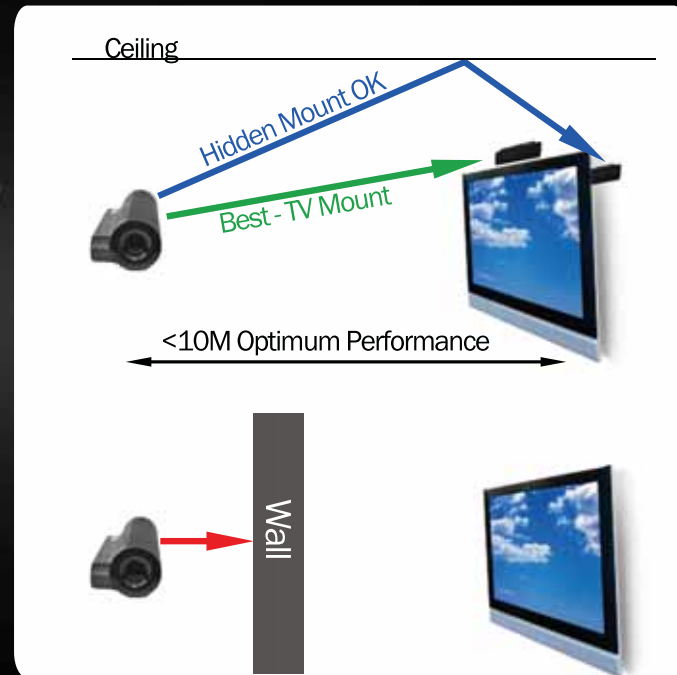 Ceiling
Hidden Mount OK
Best - TV Mount
<10M Optimum Performance
Wall